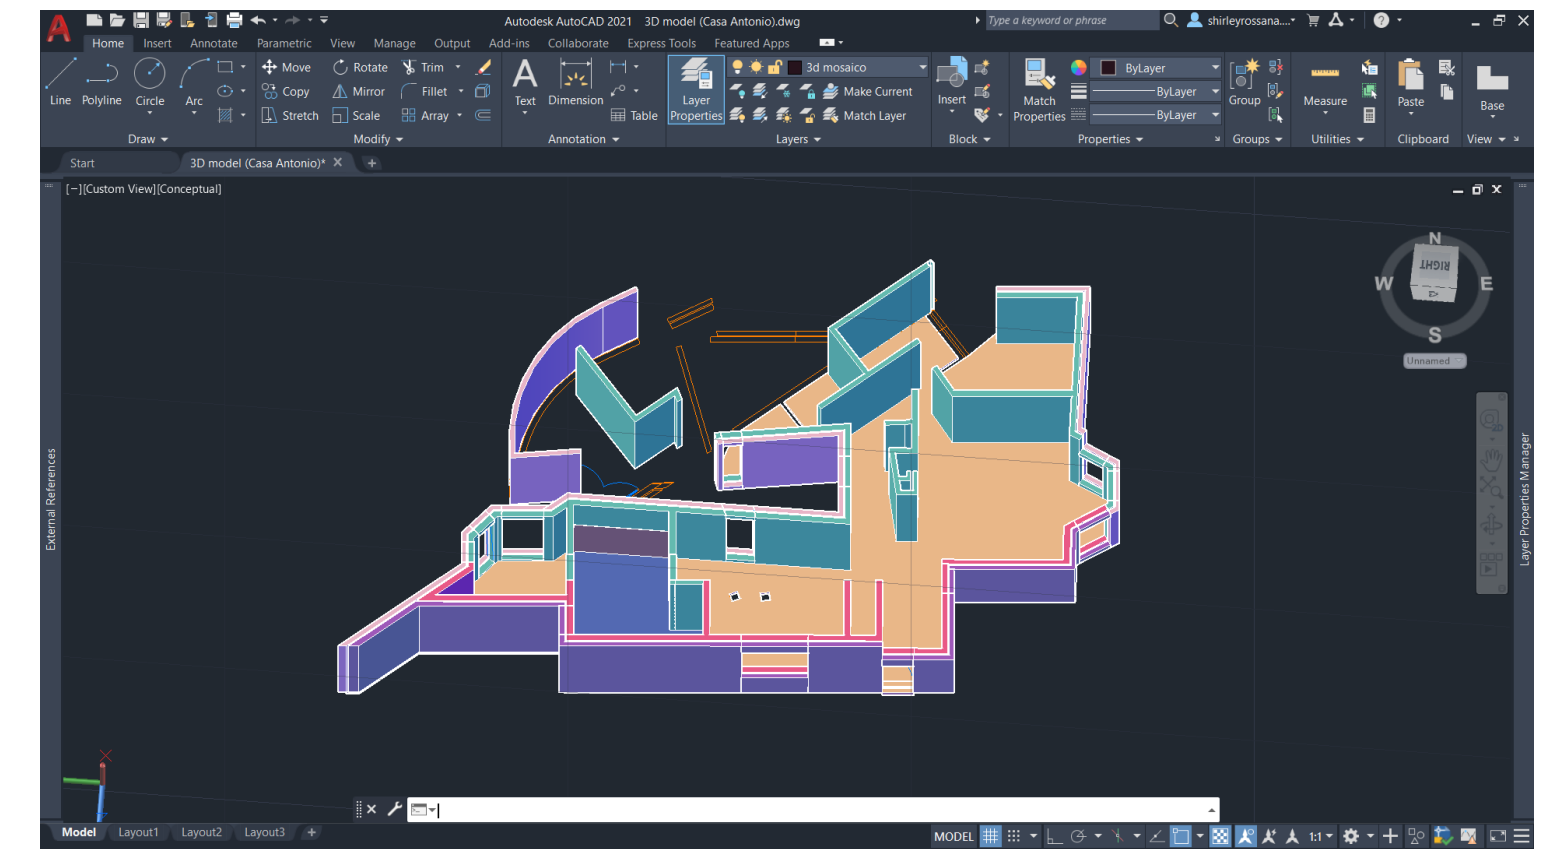 Autodesk AutoCAD 2021 3D model (Casa Antonio).dwg
Type a keyword or phrase
shirleyrossana....
Home Insert Annotate Parametric View Manage Output Add-ins Collaborate Express Tools Featured Apps
Line Polyline Circle Arc
Draw
Move Rotate Trim
Copy Mirror Fillet
Stretch Scale Array
Modify
Text Dimension Table
Annotation
Layer Properties
3d mosaico
Make Current
Match Layer
Layers
Insert
Block
Match Properties
ByLayer
ByLayer
ByLayer
Properties
Group
Groups
Measure
Utilities
Paste
Clipboard
Base
View
Start 3D model (Casa Antonio)* X +
[−][Custom View][Conceptual]
N
W RIGHT E
S
Unnamed
External References
Layer Properties Manager
Model Layout1 Layout2 Layout3 +
MODEL 1:1